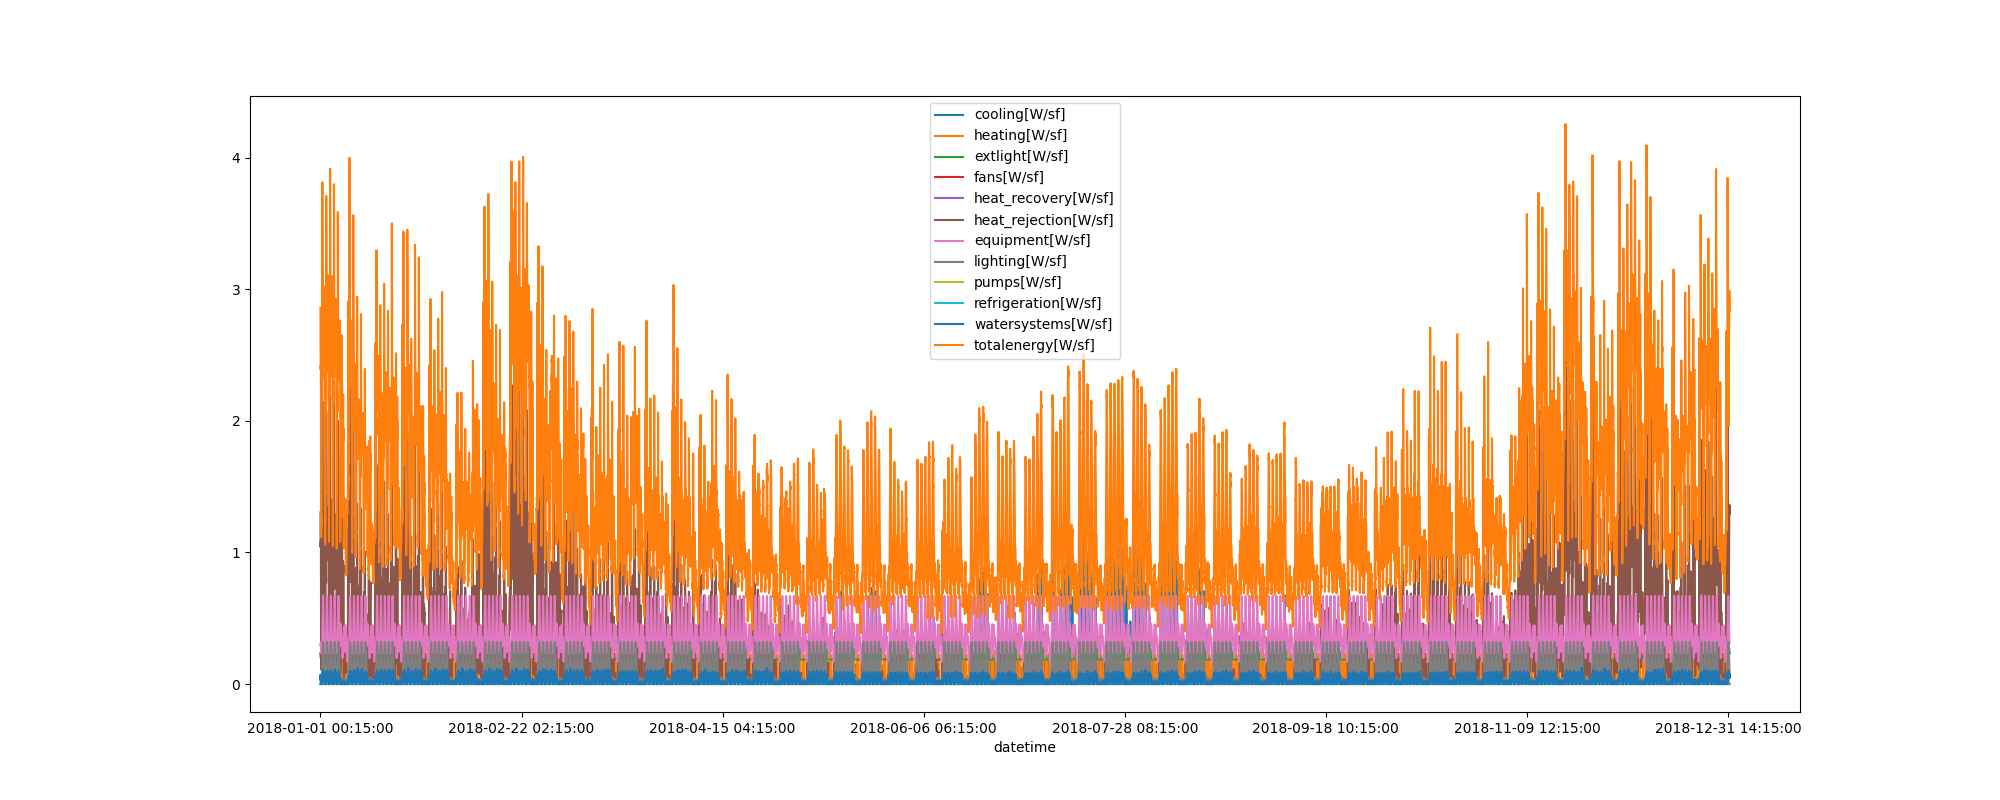 cooling[W/sf]
heating[W/sf]
extlight[W/sf]
fans[W/sf]
heat_recovery[W/sf]
heat_rejection[W/sf]
equipment[W/sf]
lighting[W/sf]
pumps[W/sf]
refrigeration[W/sf]
watersystems[W/sf]
totalenergy[W/sf]
4
3
2
1
0
2018-01-01 00:15:00 2018-02-22 02:15:00 2018-04-15 04:15:00 2018-06-06 06:15:00 2018-07-28 08:15:00 2018-09-18 10:15:00 2018-11-09 12:15:00 2018-12-31 14:15:00
datetime